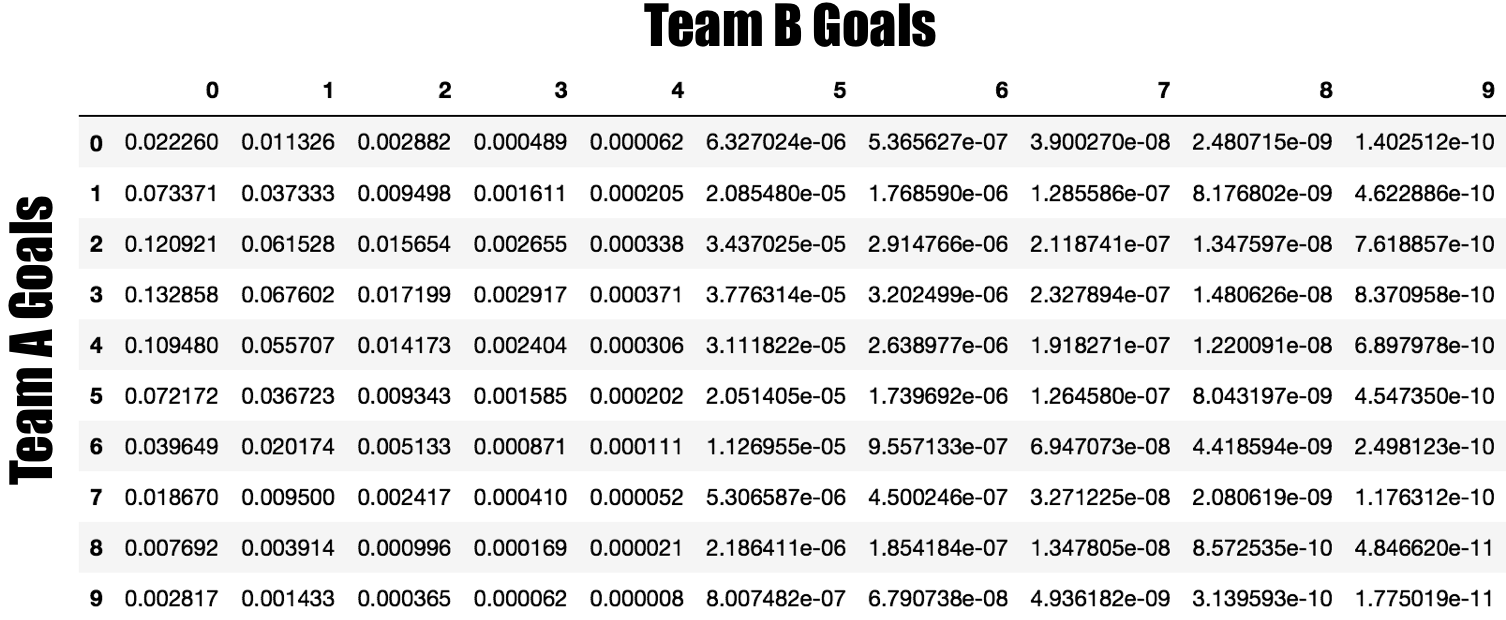 Team B Goals
0 1 2 3 4 5 6 7 8 9
Team A Goals
0 0.022260 0.011326 0.002882 0.000489 0.000062 6.327024e-06 5.365627e-07 3.900270e-08 2.480715e-09 1.402512e-10
1 0.073371 0.037333 0.009498 0.001611 0.000205 2.085480e-05 1.768590e-06 1.285586e-07 8.176802e-09 4.622886e-10
2 0.120921 0.061528 0.015654 0.002655 0.000338 3.437025e-05 2.914766e-06 2.118741e-07 1.347597e-08 7.618857e-10
3 0.132858 0.067602 0.017199 0.002917 0.000371 3.776314e-05 3.202499e-06 2.327894e-07 1.480626e-08 8.370958e-10
4 0.109480 0.055707 0.014173 0.002404 0.000306 3.111822e-05 2.638977e-06 1.918271e-07 1.220091e-08 6.897978e-10
5 0.072172 0.036723 0.009343 0.001585 0.000202 2.051405e-05 1.739692e-06 1.264580e-07 8.043197e-09 4.547350e-10
6 0.039649 0.020174 0.005133 0.000871 0.000111 1.126955e-05 9.557133e-07 6.947073e-08 4.418594e-09 2.498123e-10
7 0.018670 0.009500 0.002417 0.000410 0.000052 5.306587e-06 4.500246e-07 3.271225e-08 2.080619e-09 1.176312e-10
8 0.007692 0.003914 0.000996 0.000169 0.000021 2.186411e-06 1.854184e-07 1.347805e-08 8.572535e-10 4.846620e-11
9 0.002817 0.001433 0.000365 0.000062 0.000008 8.007482e-07 6.790738e-08 4.936182e-09 3.139593e-10 1.775019e-11